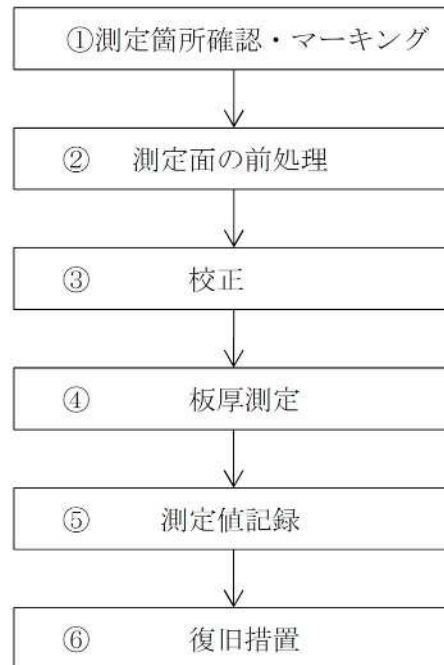 ①測定箇所確認・マーキング
② 測定面の前処理
③ 校正
④ 板厚測定
⑤ 測定値記録
⑥ 復旧措置